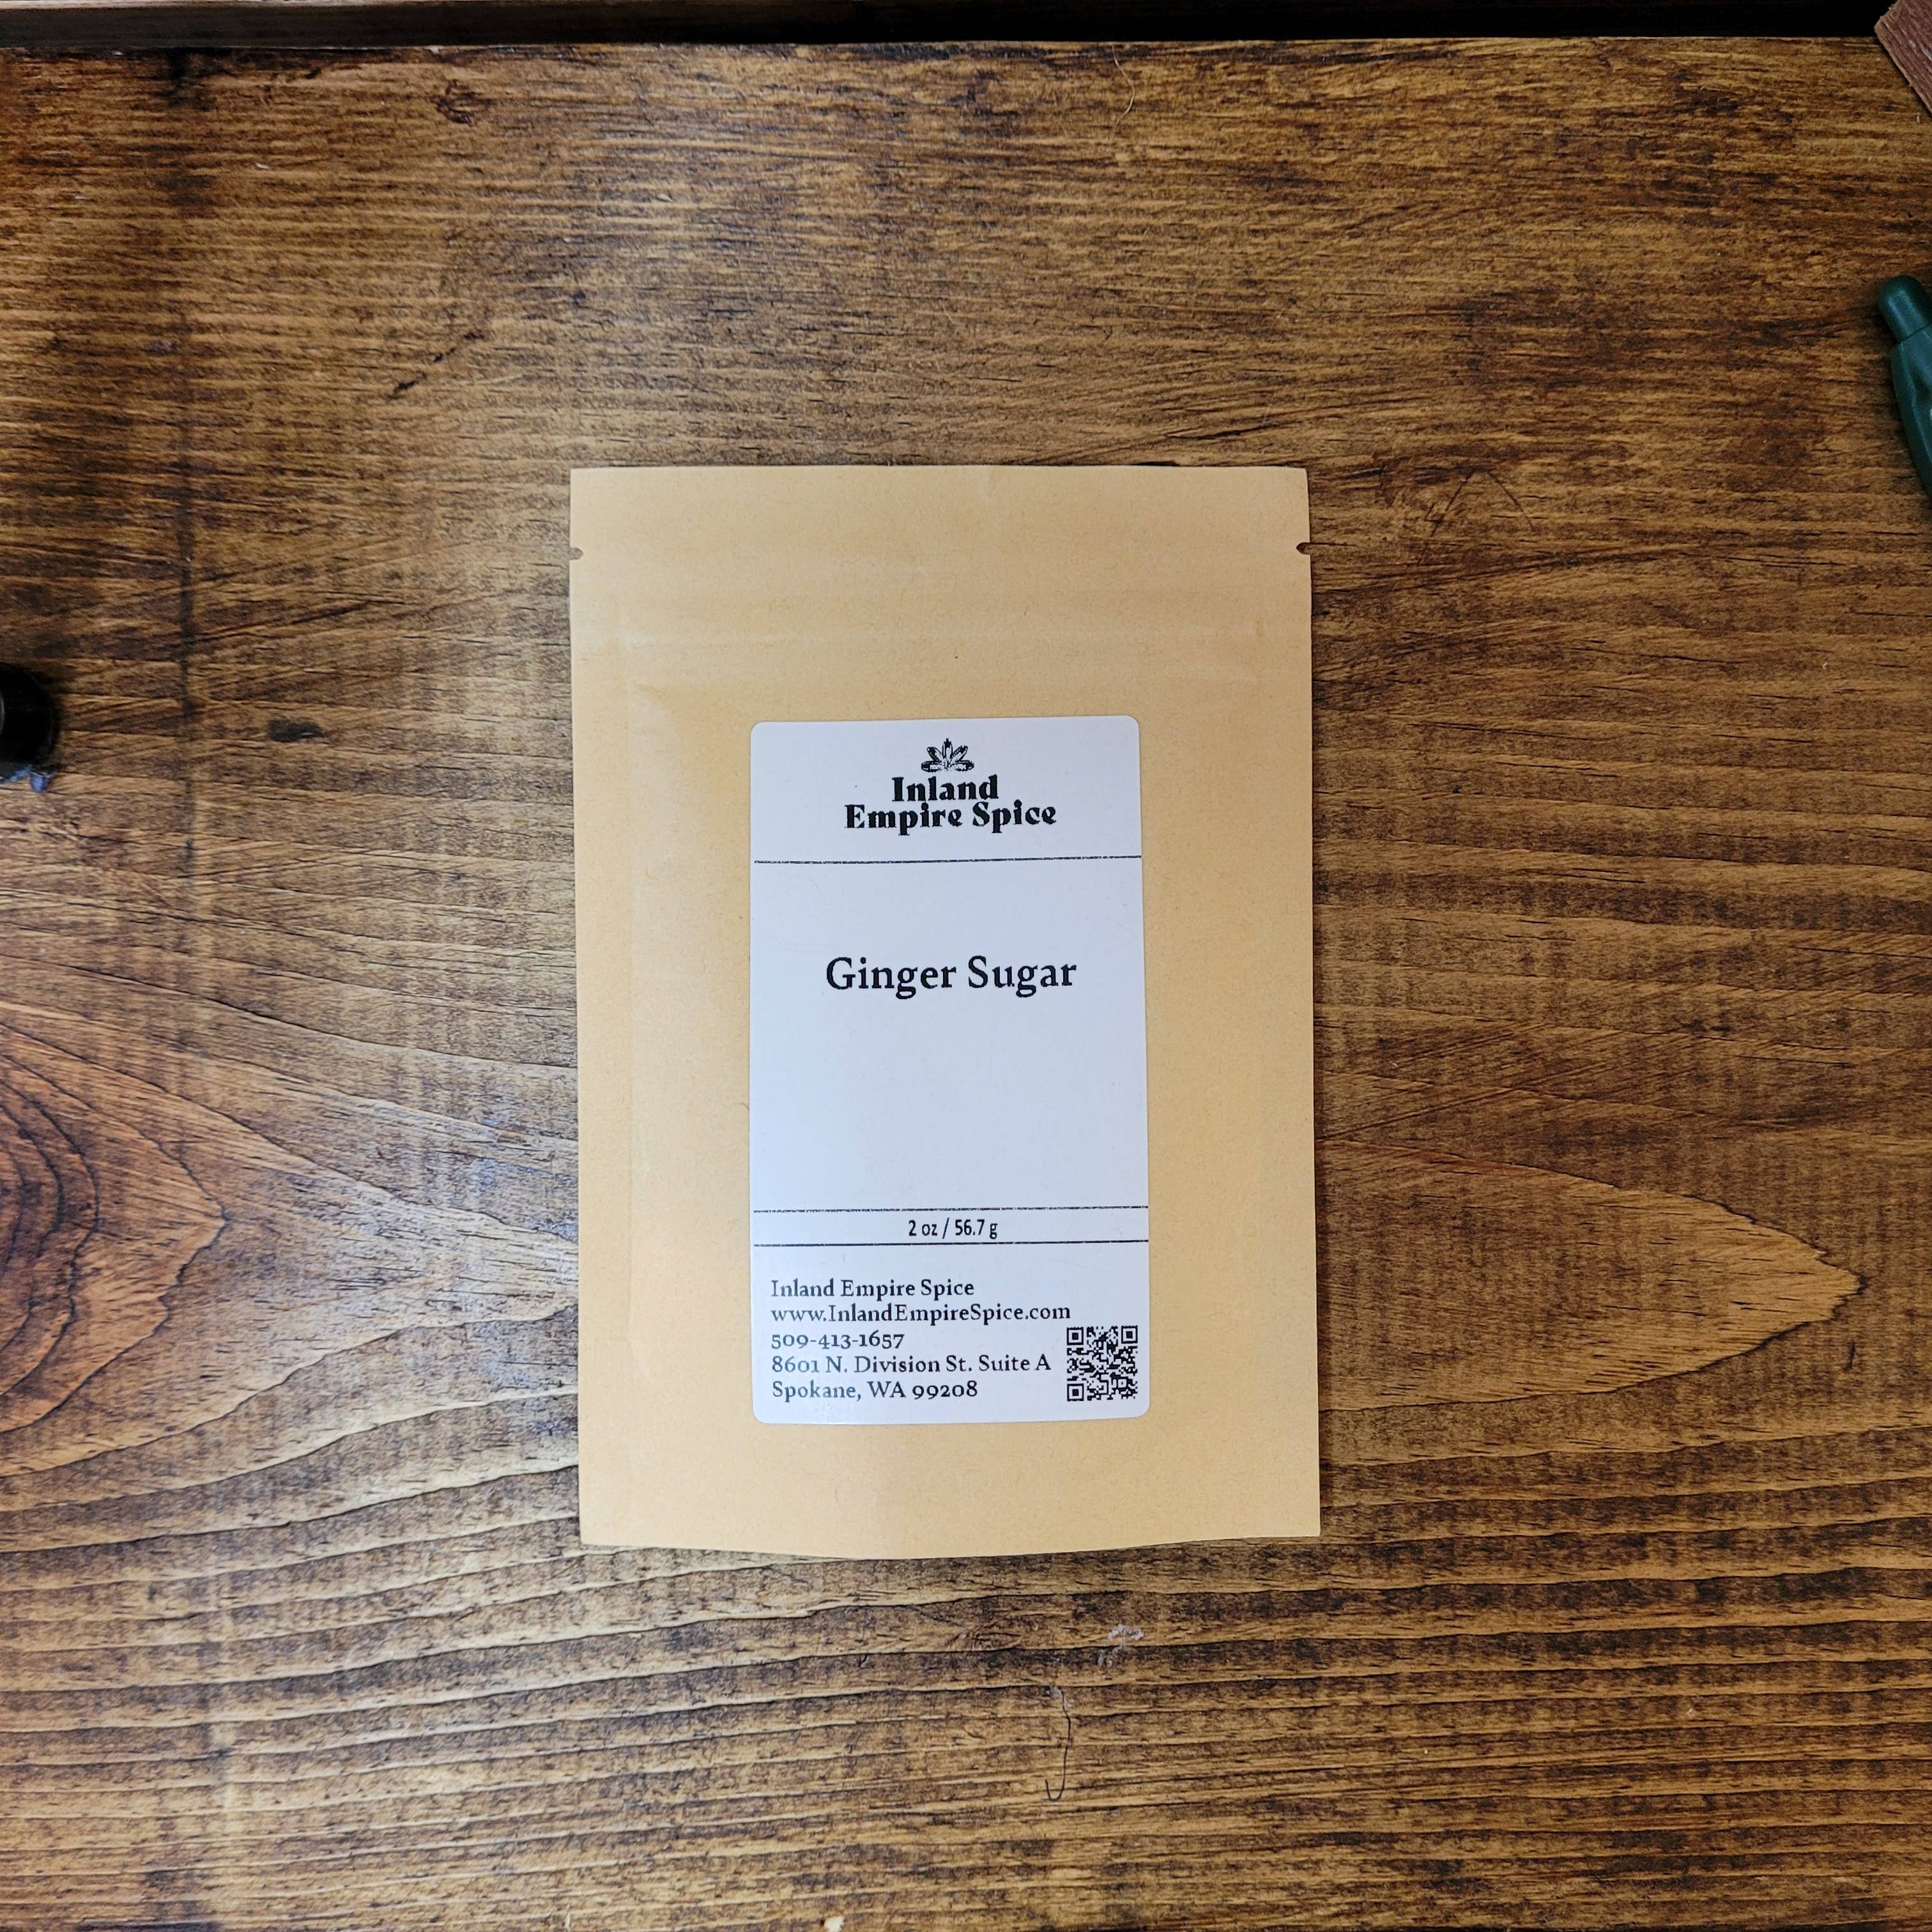 Inland
Empire Spice
Ginger Sugar
2 oz / 56.7 g
Inland Empire Spice
www.InlandEmpireSpice.com
509-413-1657
8601 N. Division St. Suite A
Spokane, WA 99208